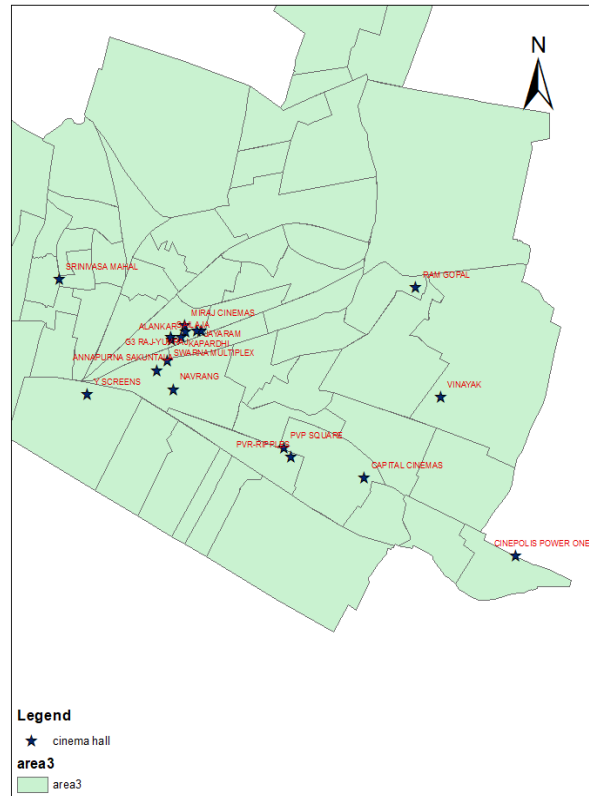 N
SRINIVASA MAHAL
RAM GOPAL
MIRAJ CINEMAS
ALANKAR
JAYARAM
G3 RAJ-YUVRAJ
KAPARDHI
SWARNA MULTIPLEX
ANNAPURNA SAKUNTALA
Y SCREENS
NAVRANG
VINAYAK
PVP SQUARE
PVR-RIPPLES
CAPITAL CINEMAS
CINEPOLIS POWER ONE
Legend
cinema hall
area3
area3